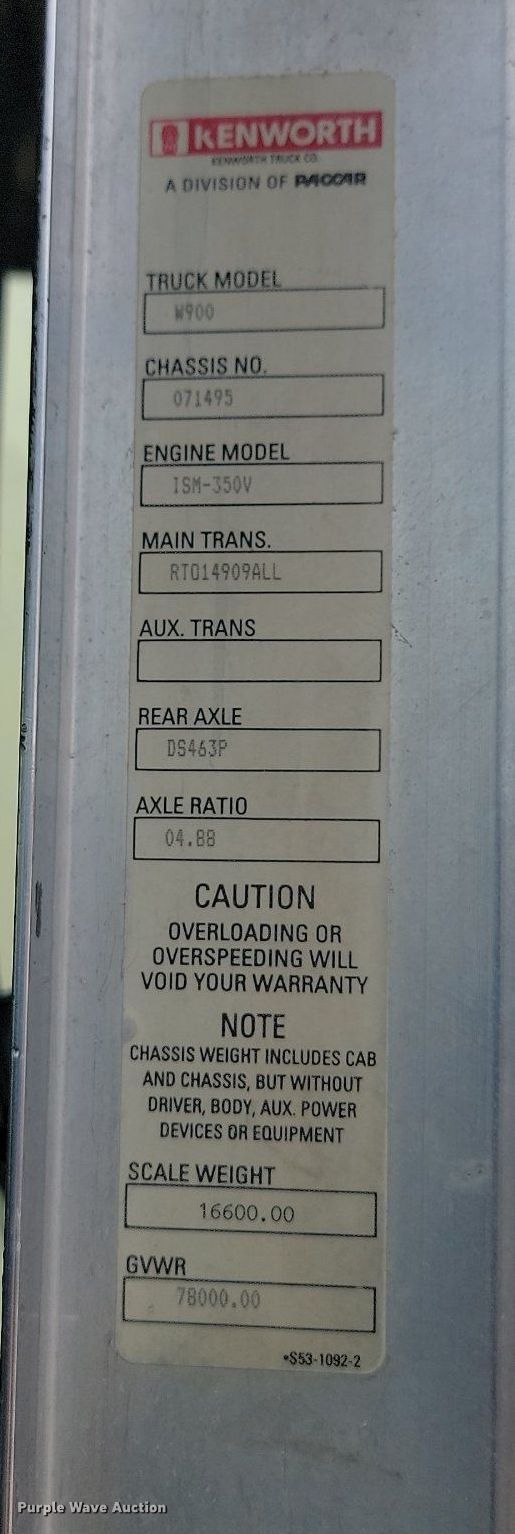 KENWORTH
KENWORTH TRUCK CO.
A DIVISION OF PACCAR
TRUCK MODEL
W900
CHASSIS NO.
071495
ENGINE MODEL
ISM-350V
MAIN TRANS.
RTO14909ALL
AUX. TRANS
REAR AXLE
DS463P
AXLE RATIO
04.88
CAUTION
OVERLOADING OR
OVERSPEEDING WILL
VOID YOUR WARRANTY
NOTE
CHASSIS WEIGHT INCLUDES CAB
AND CHASSIS, BUT WITHOUT
DRIVER, BODY, AUX. POWER
DEVICES OR EQUIPMENT
SCALE WEIGHT
16600.00
GVWR
78000.00
*S53-1092-2
Purple Wave Auction